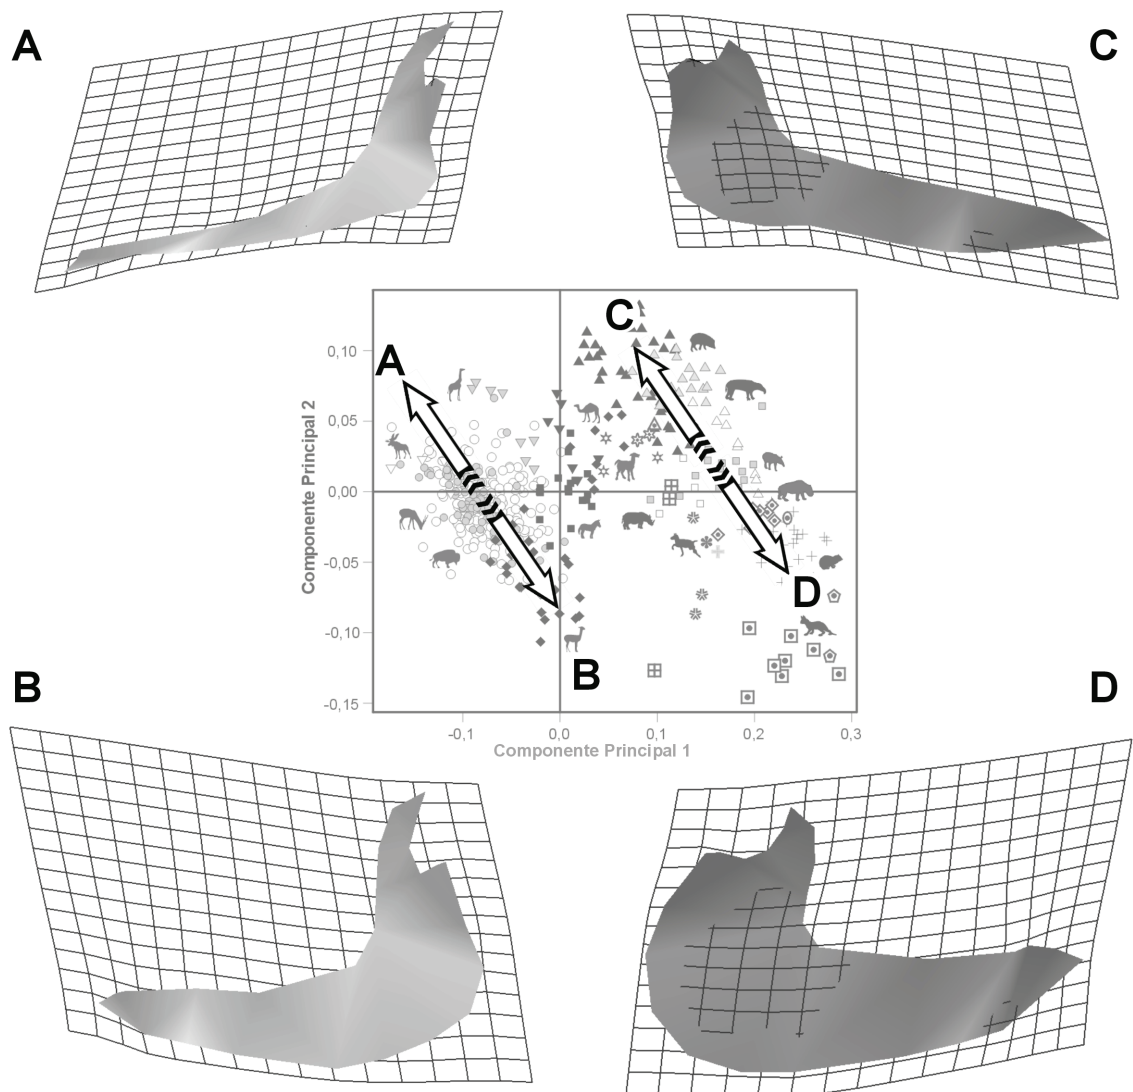 A
C
C
A
0,10
0,05
0,00
-0,05
-0,10
-0,15
Componente Principal 2
D
B
B
D
-0,1
0,0
0,1
0,2
0,3
Componente Principal 1